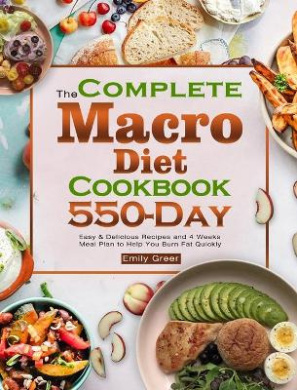 The COMPLETE
Macro
Diet
COOKBOOK
550-DAY
Easy & Delicious Recipes and 4 Weeks
Meal Plan to Help You Burn Fat Quickly
Emily Greer